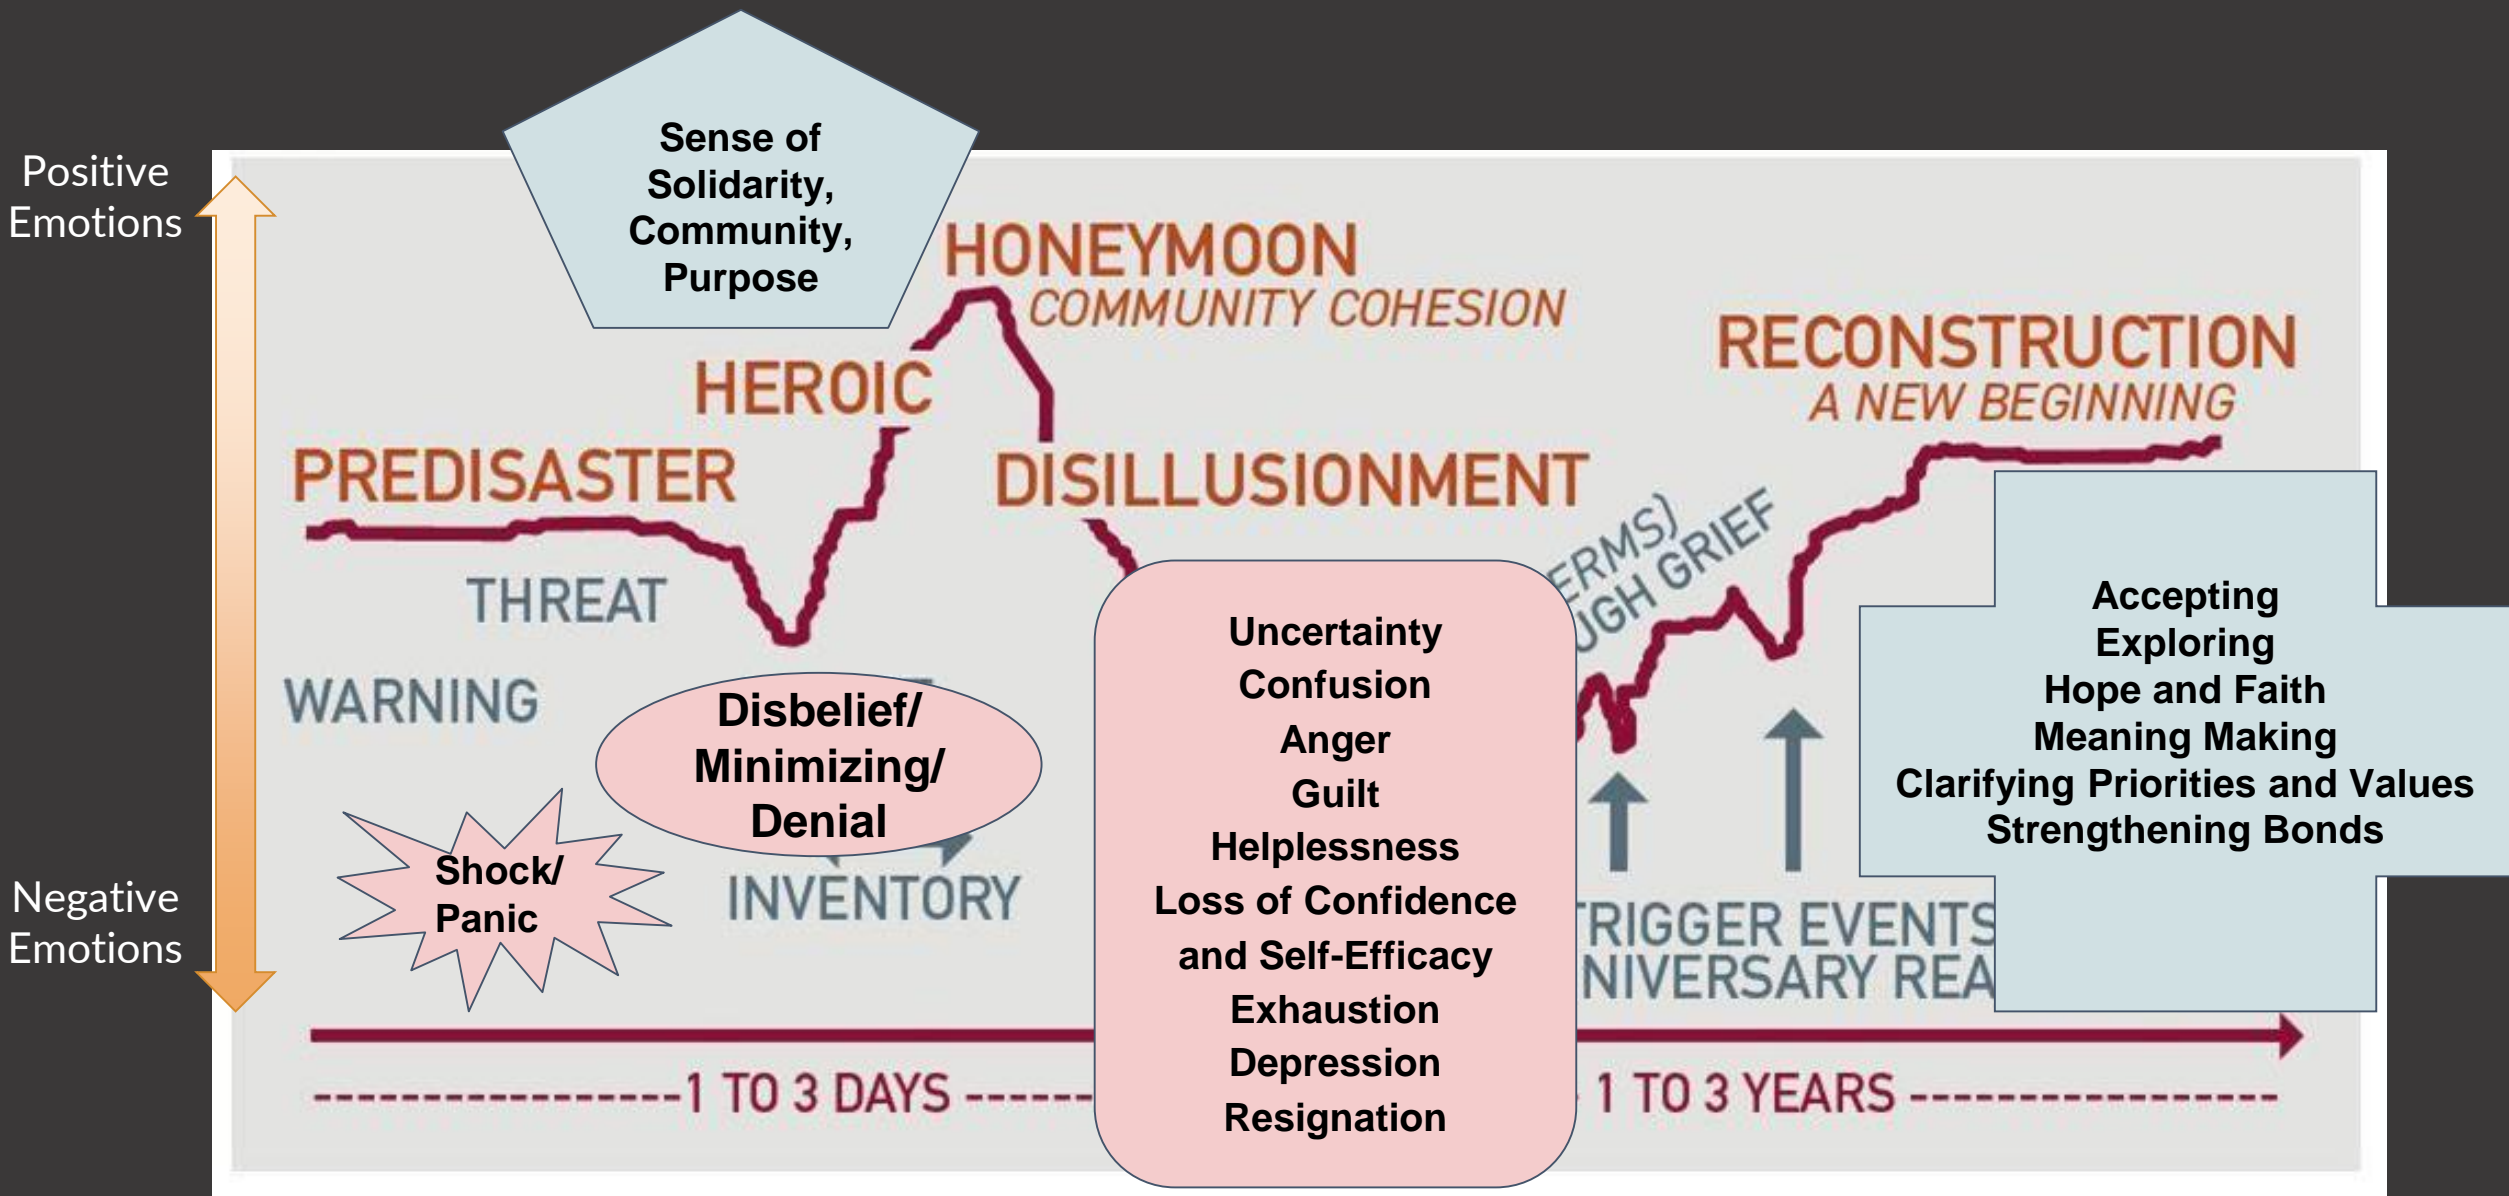 Positive
Emotions
Sense of
Solidarity,
Community,
Purpose
HONEYMOON
COMMUNITY COHESION
HEROIC
RECONSTRUCTION
A NEW BEGINNING
PREDISASTER
DISILLUSIONMENT
GRIEF
THREAT
WARNING
Disbelief/
Minimizing/
Denial
Shock/
Panic
INVENTORY
Uncertainty
Confusion
Anger
Guilt
Helplessness
Loss of Confidence
and Self-Efficacy
Exhaustion
Depression
Resignation
Accepting
Exploring
Hope and Faith
Meaning Making
Clarifying Priorities and Values
Strengthening Bonds
EVENTS
Negative
Emotions
1 TO 3 DAYS
1 TO 3 YEARS